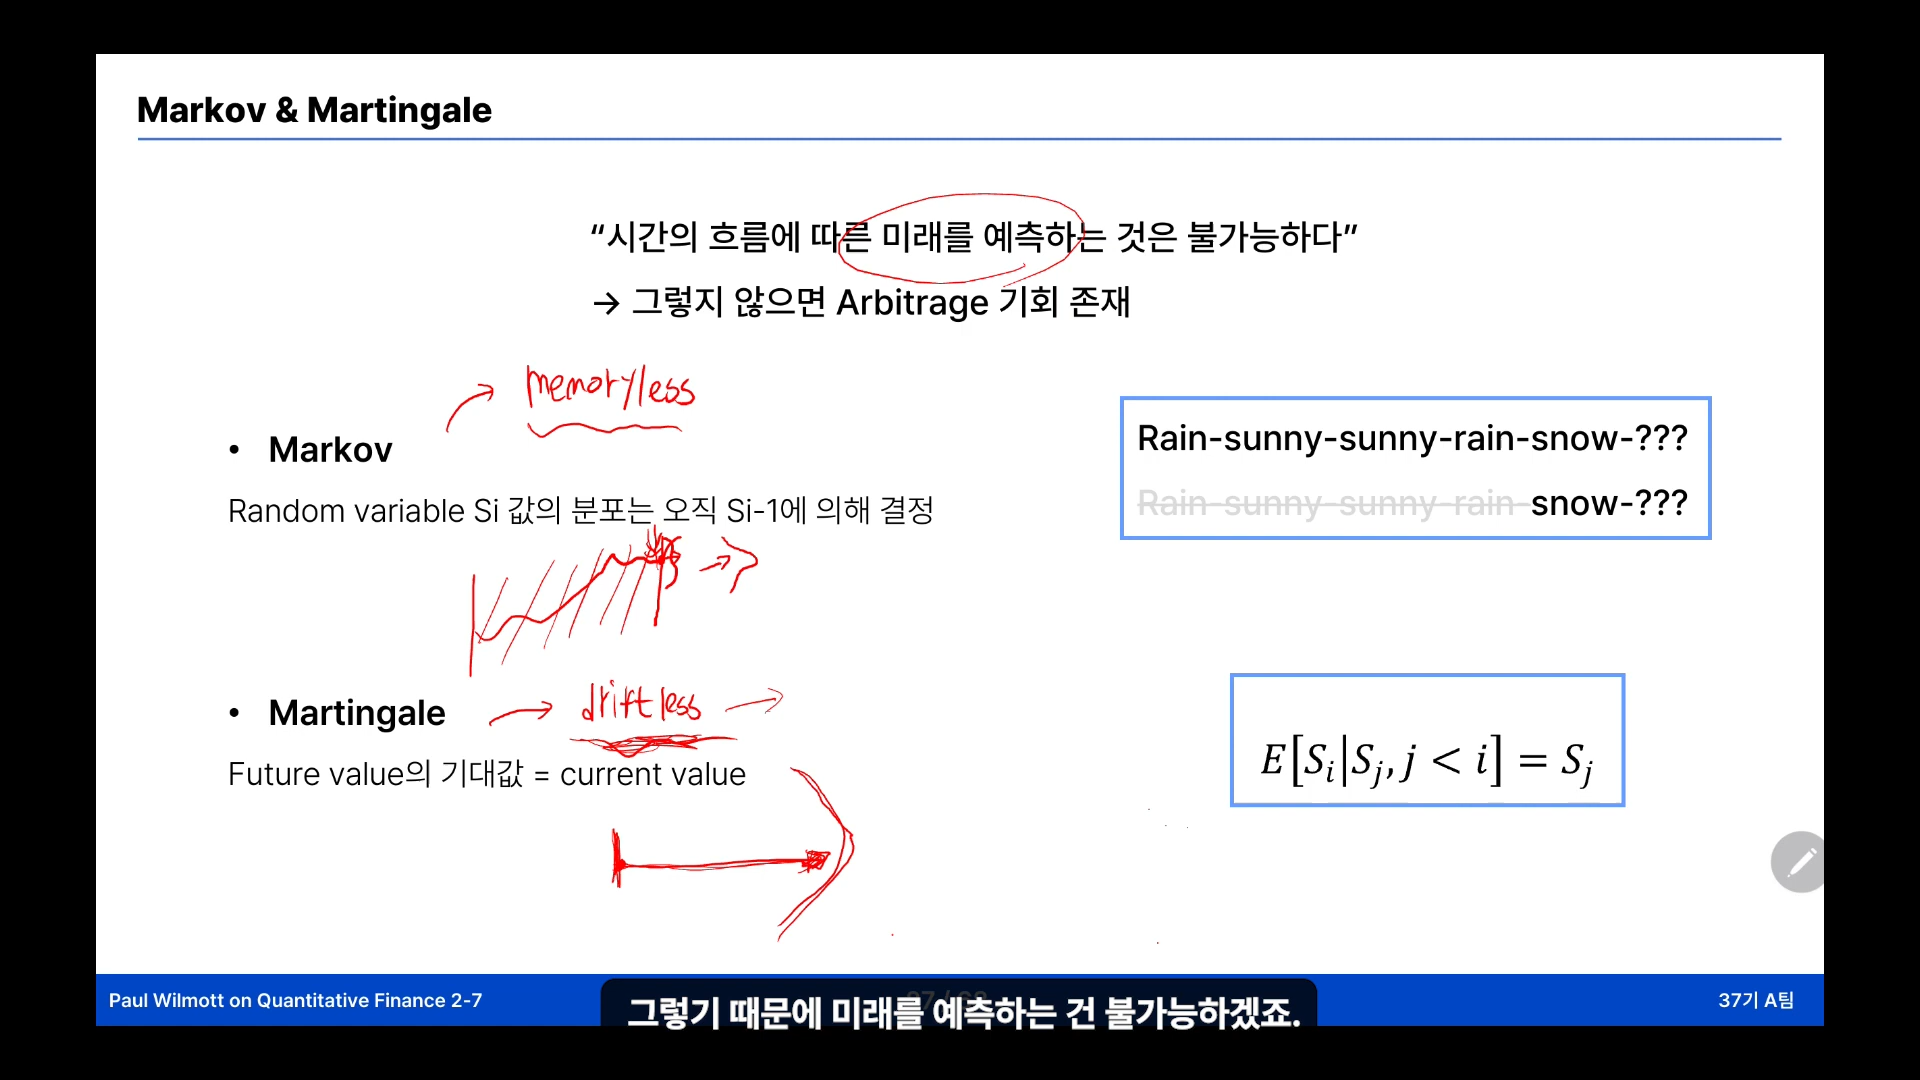 Markov & Martingale
“시간의 흐름에 따른 미래를 예측하는 것은 불가능하다”
→ 그렇지 않으면 Arbitrage 기회 존재
memoryless
• Markov
Random variable Si 값의 분포는 오직 Si-1에 의해 결정
Rain-sunny-sunny-rain-snow-???
Rain-sunny-sunny-rain-snow-???
• Martingale
driftless
Future value의 기대값 = current value
E[S_i|S_j, j < i] = S_j
Paul Wilmott on Quantitative Finance 2-7
37기 A팀
그렇기 때문에 미래를 예측하는 건 불가능하겠죠.